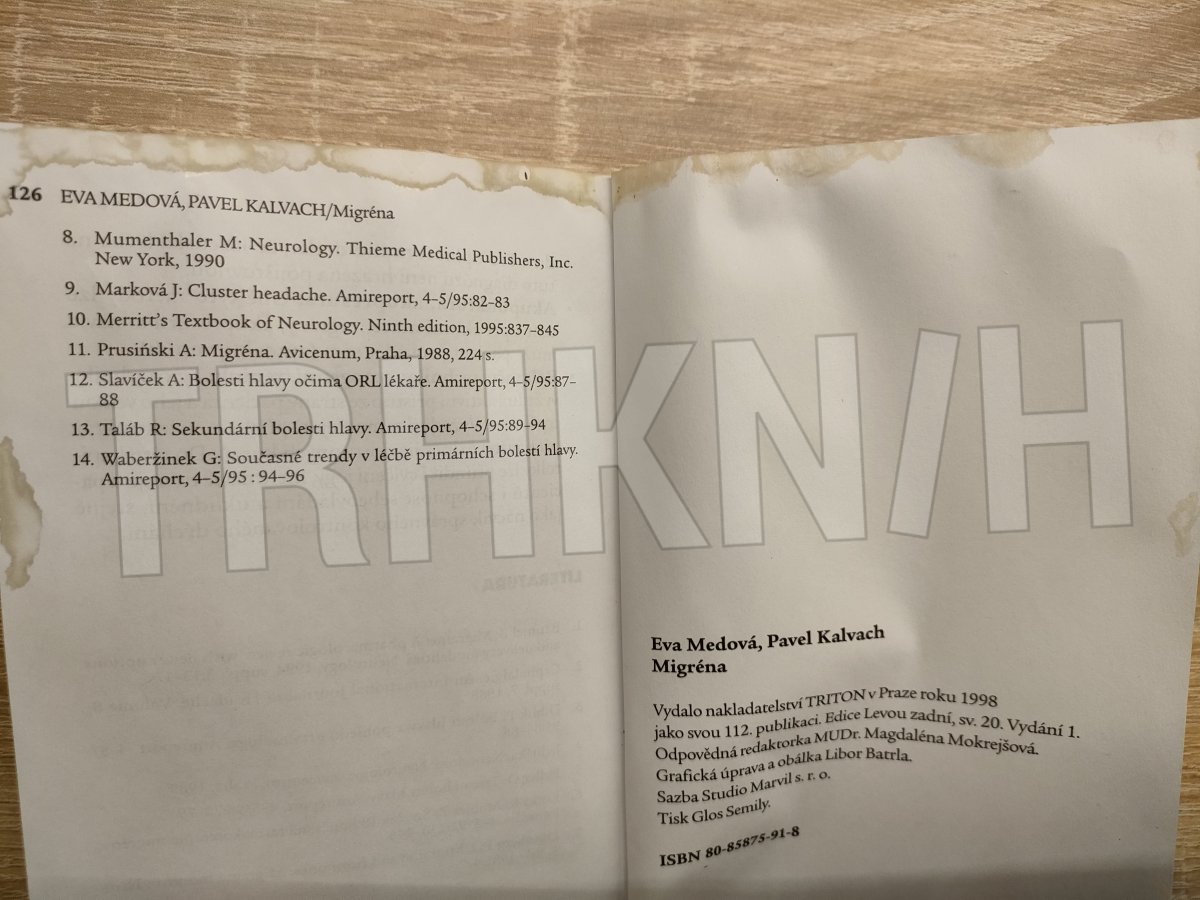 126 EVA MEDOVÁ, PAVEL KALVACH/Migréna
8. Mumenthaler M: Neurology. Thieme Medical Publishers, Inc.
New York, 1990
9. Marková J: Cluster headache. Amireport, 4–5/95:82–83
10. Merritt’s Textbook of Neurology. Ninth edition, 1995:837–845
11. Prusiński A: Migréna. Avicenum, Praha, 1988, 224 s.
12. Slavíček A: Bolesti hlavy očima ORL lékaře. Amireport, 4–5/95:87–
88
13. Taláb R: Sekundární bolesti hlavy. Amireport, 4–5/95:89–94
14. Waberžinek G: Současné trendy v léčbě primárních bolestí hlavy.
Amireport, 4–5/95 : 94–96
TRHKN/H
Eva Medová, Pavel Kalvach
Migréna
Vydalo nakladatelství TRITON v Praze roku 1998
jako svou 112. publikaci. Edice Levou zadní, sv. 20. Vydání 1.
Odpovědná redaktorka MUDr. Magdaléna Mokrejšová.
Grafická úprava a obálka Libor Batrla.
Sazba Studio Marvil s. r. o.
Tisk Glos Semily.
ISBN 80-85875-91-8